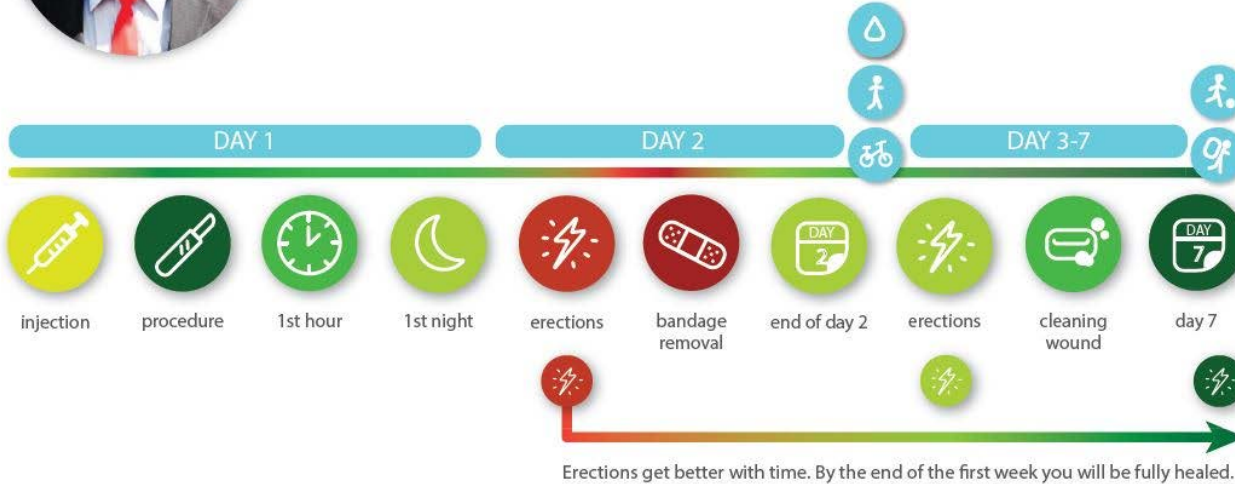 DAY 1
DAY 2
DAY 3-7
DAY
2
DAY
7
injection
procedure
1st hour
1st night
erections
bandage
removal
end of day 2
erections
cleaning
wound
day 7
Erections get better with time. By the end of the first week you will be fully healed.